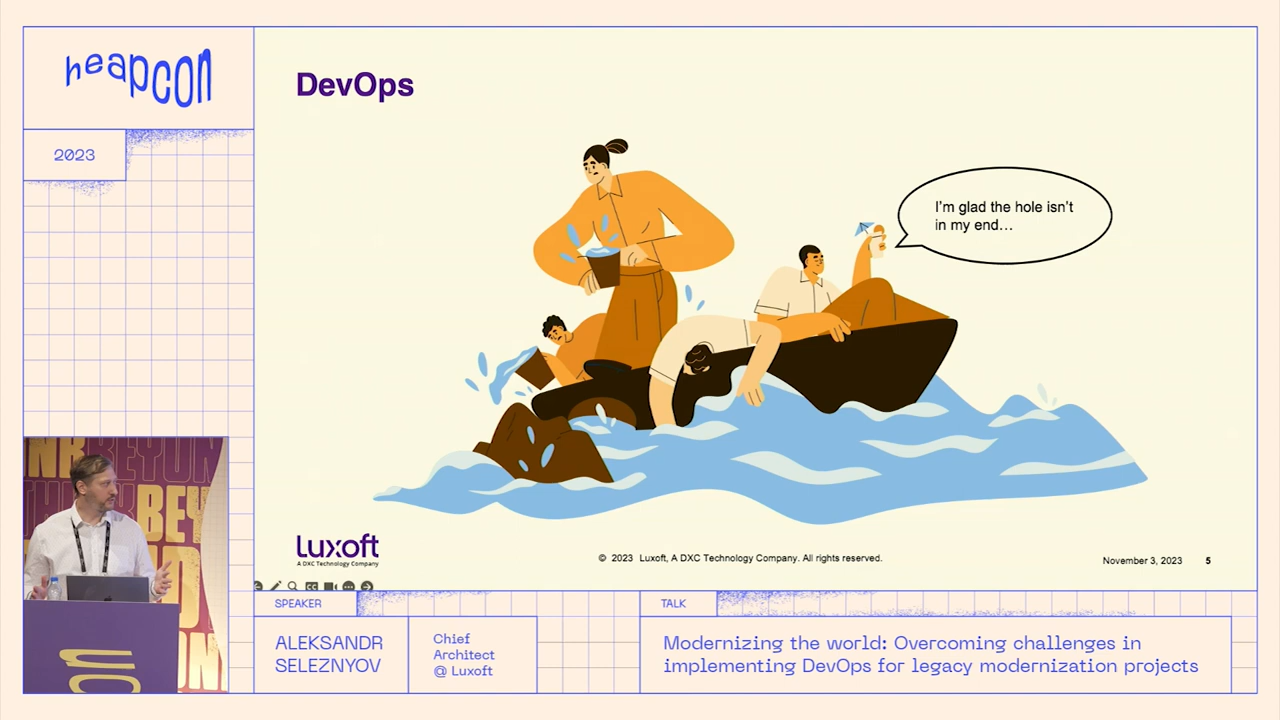 heapcon
2023
DevOps
I'm glad the hole isn't
in my end...
Luxoft
A DXC Technology Company
© 2023 Luxoft, A DXC Technology Company. All rights reserved.
November 3, 2023
5
SPEAKER
ALEKSANDR
SELEZNYOV
Chief
Architect
@ Luxoft
TALK
Modernizing the world: Overcoming challenges in
implementing DevOps for legacy modernization projects